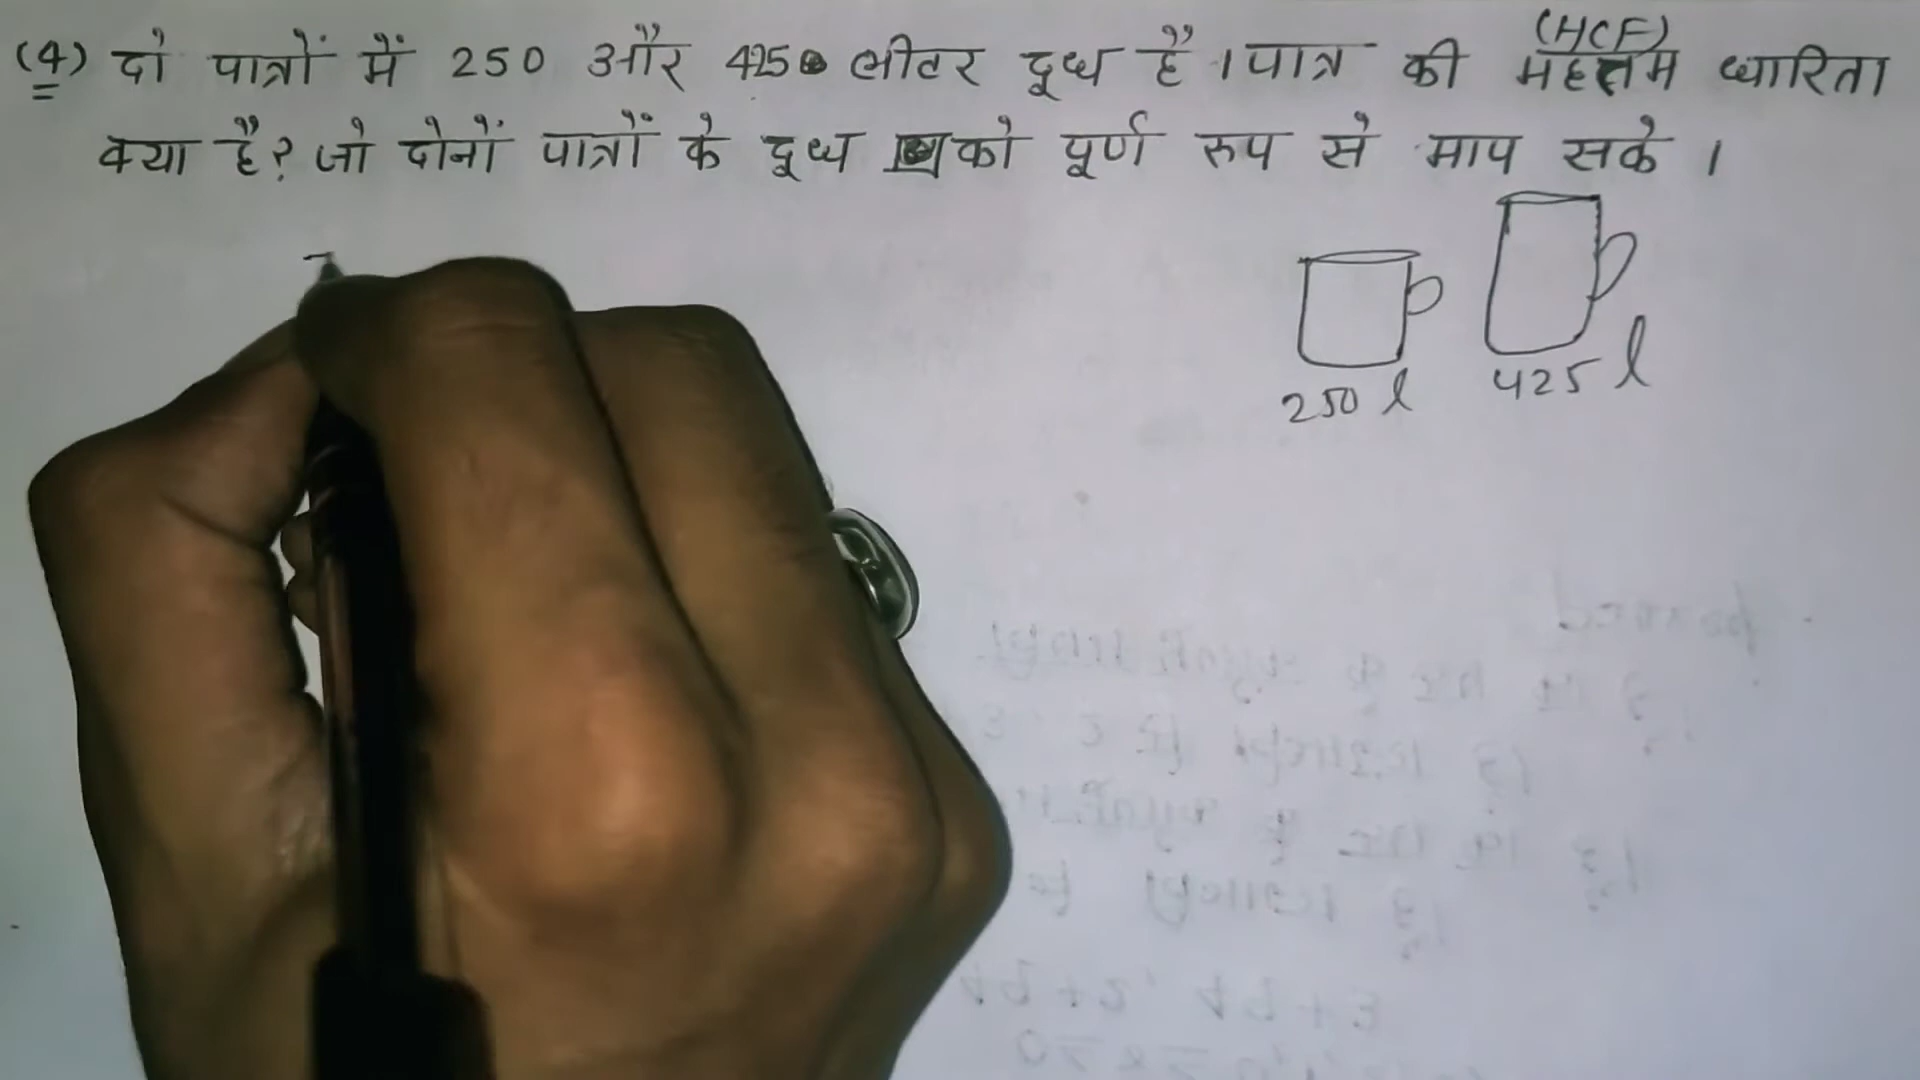 (HCF)
(4) दो पात्रों में 250 और 425 लीटर दूध है । पात्र की महत्तम धारिता
क्या है? जो दोनों पात्रों के दूध को पूर्ण रुप से माप सके ।
250 l
425 l